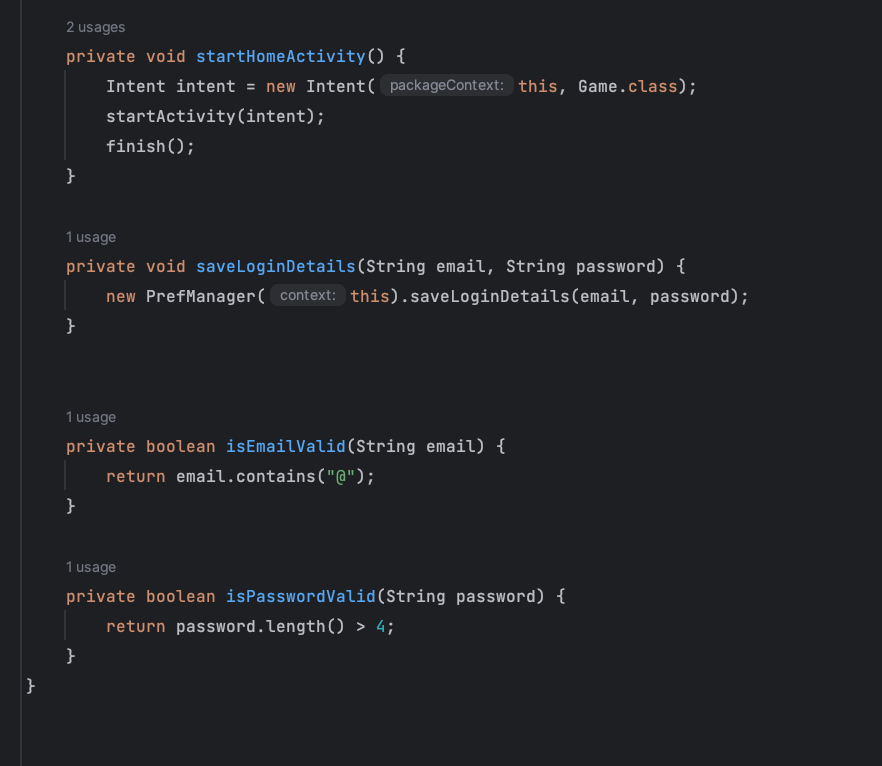 2 usages
private void startHomeActivity() {
Intent intent = new Intent( packageContext: this, Game.class);
startActivity(intent);
finish();
}
1 usage
private void saveLoginDetails(String email, String password) {
new PrefManager( context: this).saveLoginDetails(email, password);
}
1 usage
private boolean isEmailValid(String email) {
return email.contains("@");
}
1 usage
private boolean isPasswordValid(String password) {
return password.length() > 4;
}
}